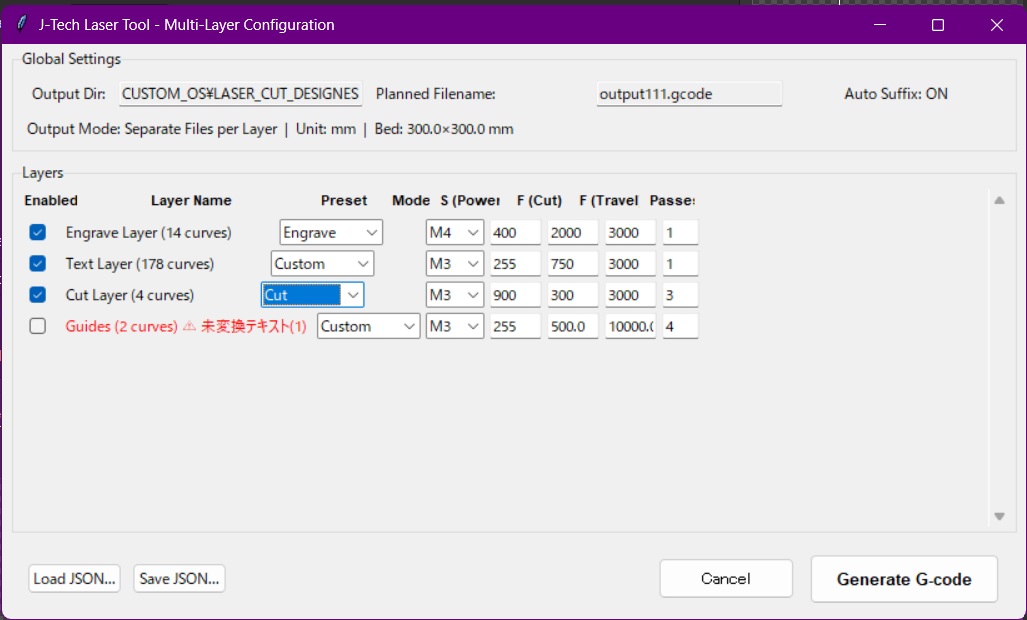 J-Tech Laser Tool - Multi-Layer Configuration
Global Settings
Output Dir: CUSTOM_OS¥LASER_CUT_DESIGNES Planned Filename: output111.gcode Auto Suffix: ON
Output Mode: Separate Files per Layer | Unit: mm | Bed: 300.0×300.0 mm
Layers
Enabled Layer Name Preset Mode S (Power F (Cut) F (Travel Passes
Engrave Layer (14 curves) Engrave M4 400 2000 3000 1
Text Layer (178 curves) Custom M3 255 750 3000 1
Cut Layer (4 curves) Cut M3 900 300 3000 3
Guides (2 curves) ⚠ 未変換テキスト(1) Custom M3 255 500.0 10000.( 4
Load JSON... Save JSON... Cancel Generate G-code